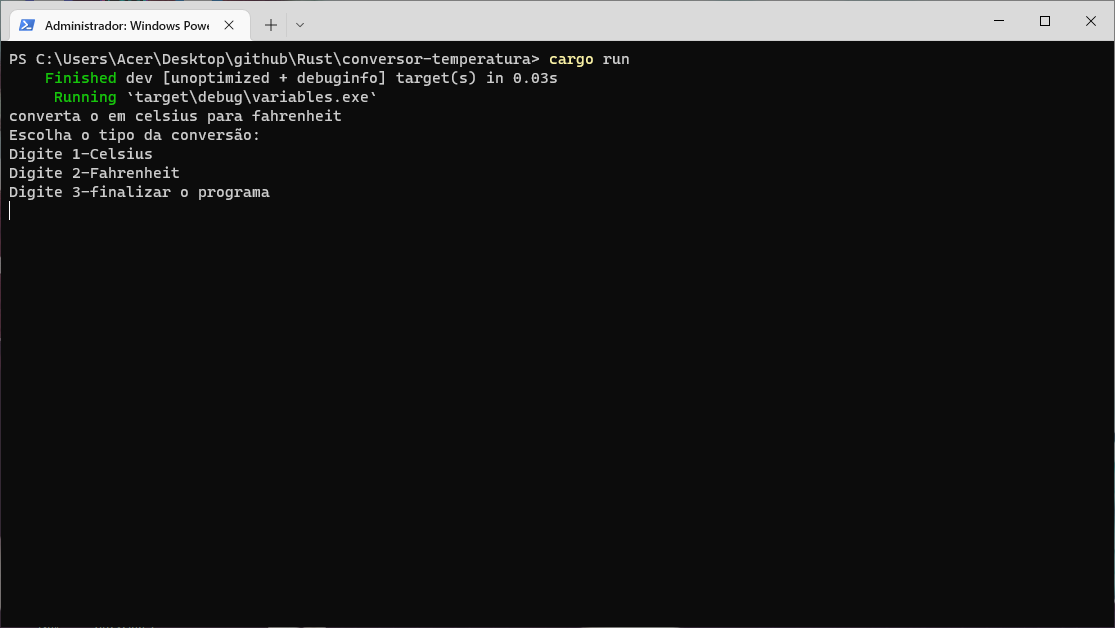 Administrador: Windows Powe
PS C:\Users\Acer\Desktop\github\Rust\conversor-temperatura> cargo run
Finished dev [unoptimized + debuginfo] target(s) in 0.03s
Running `target\debug\variables.exe`
converta o em celsius para fahrenheit
Escolha o tipo da conversão:
Digite 1-Celsius
Digite 2-Fahrenheit
Digite 3-finalizar o programa